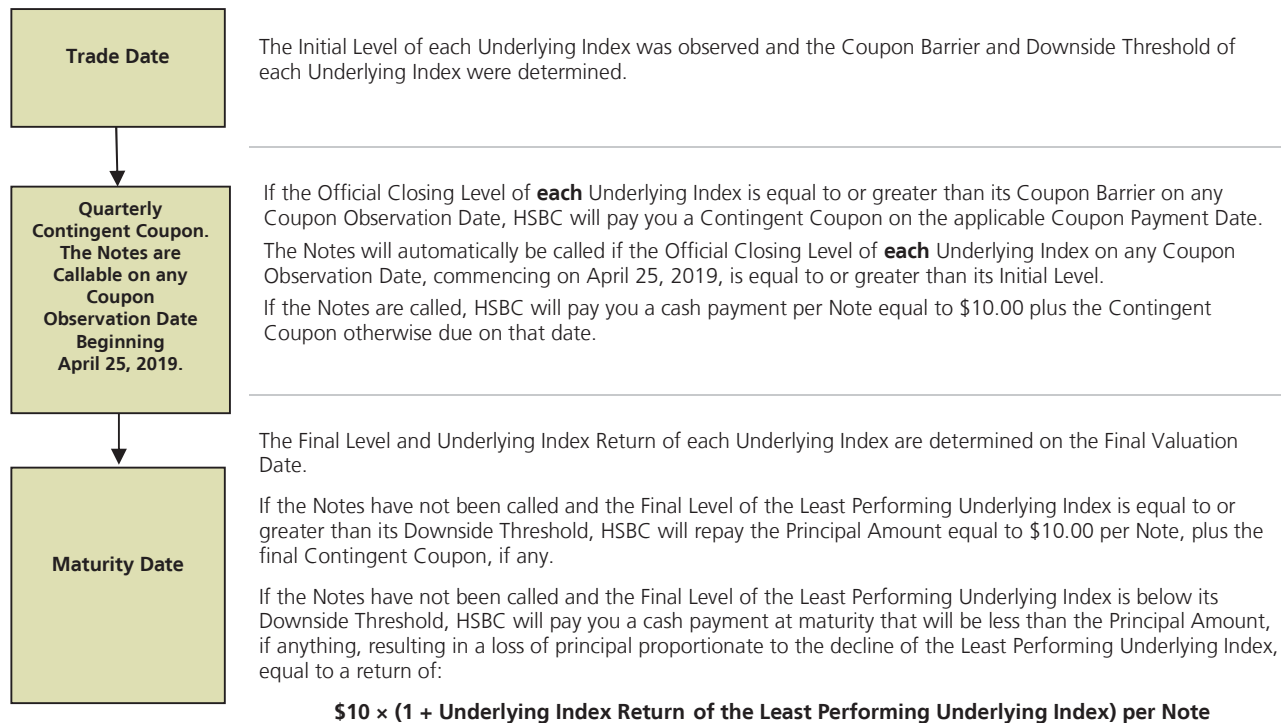 Trade Date
The Initial Level of each Underlying Index was observed and the Coupon Barrier and Downside Threshold of
each Underlying Index were determined.
Quarterly
Contingent Coupon.
The Notes are
Callable on any
Coupon
Observation Date
Beginning
April 25, 2019.
If the Official Closing Level of each Underlying Index is equal to or greater than its Coupon Barrier on any
Coupon Observation Date, HSBC will pay you a Contingent Coupon on the applicable Coupon Payment Date.
The Notes will automatically be called if the Official Closing Level of each Underlying Index on any Coupon
Observation Date, commencing on April 25, 2019, is equal to or greater than its Initial Level.
If the Notes are called, HSBC will pay you a cash payment per Note equal to $10.00 plus the Contingent
Coupon otherwise due on that date.
Maturity Date
The Final Level and Underlying Index Return of each Underlying Index are determined on the Final Valuation
Date.
If the Notes have not been called and the Final Level of the Least Performing Underlying Index is equal to or
greater than its Downside Threshold, HSBC will repay the Principal Amount equal to $10.00 per Note, plus the
final Contingent Coupon, if any.
If the Notes have not been called and the Final Level of the Least Performing Underlying Index is below its
Downside Threshold, HSBC will pay you a cash payment at maturity that will be less than the Principal Amount,
if anything, resulting in a loss of principal proportionate to the decline of the Least Performing Underlying Index,
equal to a return of:
$10 × (1 + Underlying Index Return of the Least Performing Underlying Index) per Note